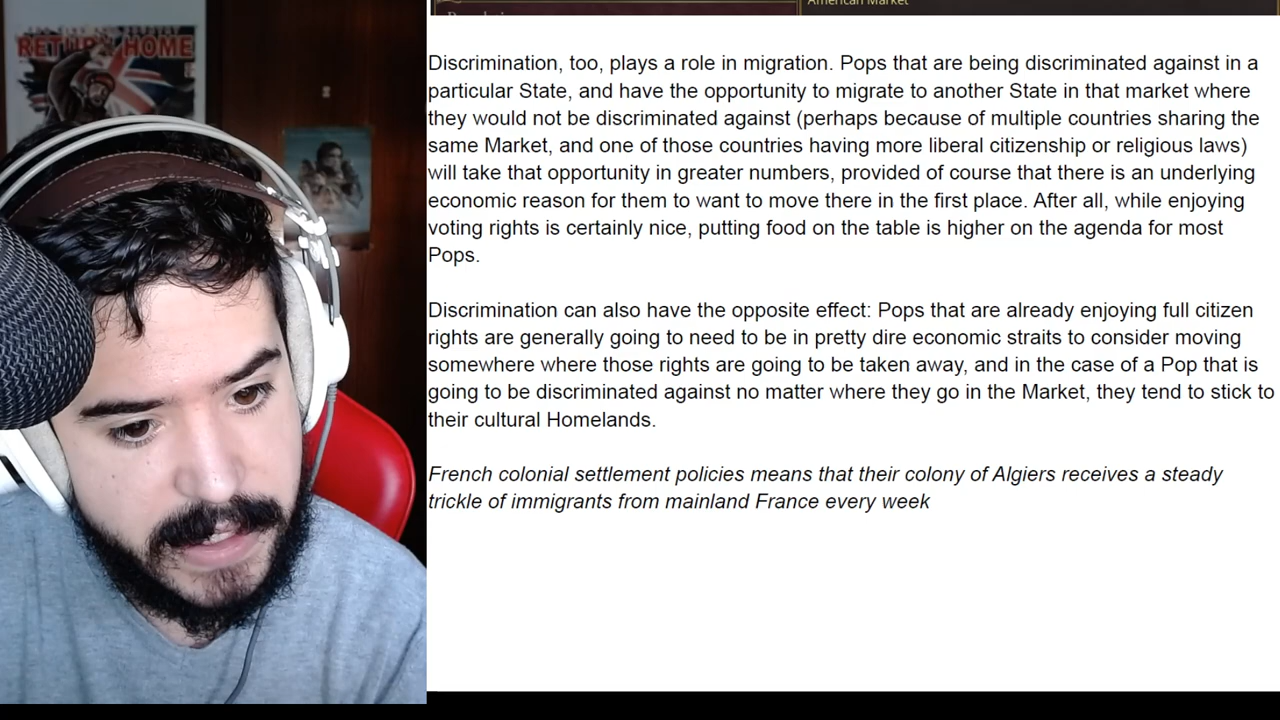 RETURN HOME
American Market
Discrimination, too, plays a role in migration. Pops that are being discriminated against in a
particular State, and have the opportunity to migrate to another State in that market where
they would not be discriminated against (perhaps because of multiple countries sharing the
same Market, and one of those countries having more liberal citizenship or religious laws)
will take that opportunity in greater numbers, provided of course that there is an underlying
economic reason for them to want to move there in the first place. After all, while enjoying
voting rights is certainly nice, putting food on the table is higher on the agenda for most
Pops.
Discrimination can also have the opposite effect: Pops that are already enjoying full citizen
rights are generally going to need to be in pretty dire economic straits to consider moving
somewhere where those rights are going to be taken away, and in the case of a Pop that is
going to be discriminated against no matter where they go in the Market, they tend to stick to
their cultural Homelands.
French colonial settlement policies means that their colony of Algiers receives a steady
trickle of immigrants from mainland France every week